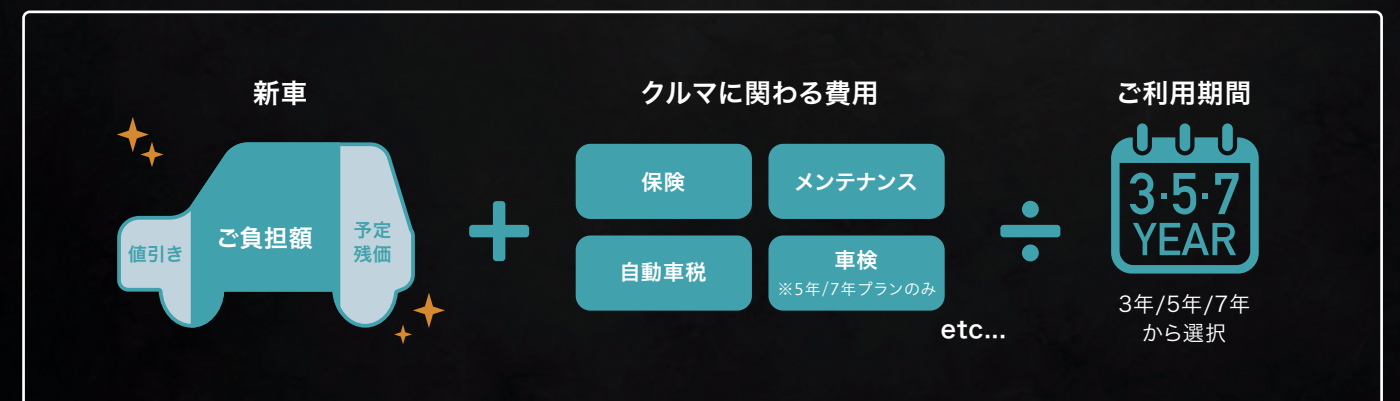 新車
値引き
ご負担額
予定
残価
+
クルマに関わる費用
保険
メンテナンス
自動車税
車検
※5年/7年プランのみ
etc...
÷
ご利用期間
3·5·7
YEAR
3年/5年/7年
から選択